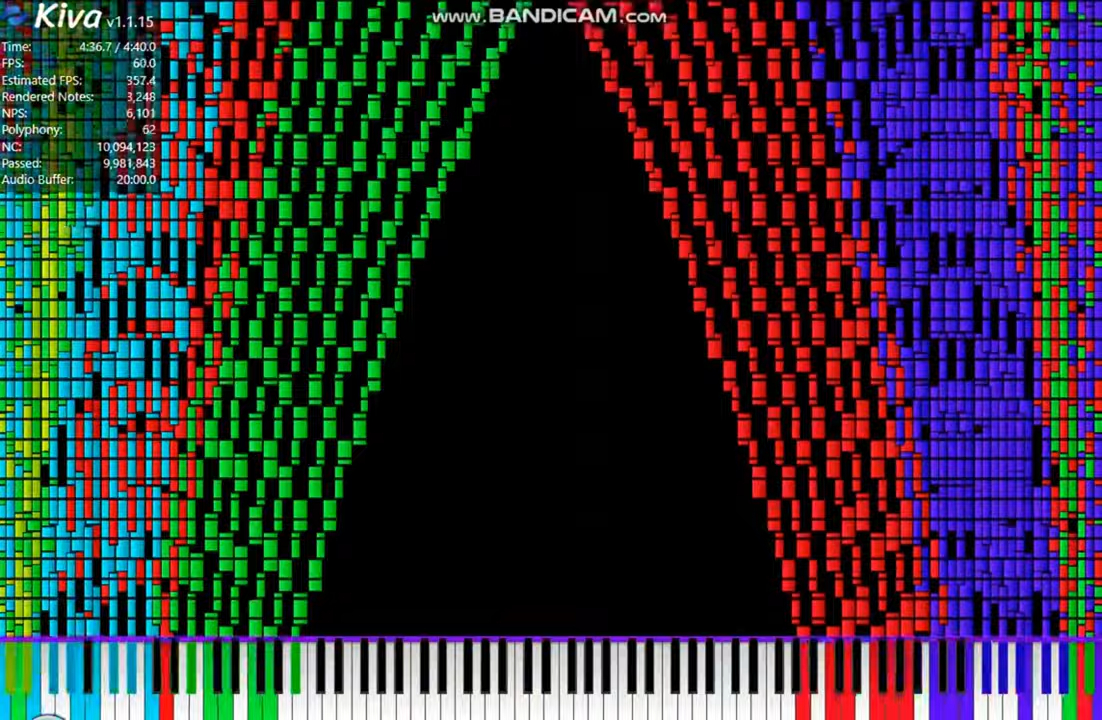 Kiva v1.1.15
www.BANDICAM.com
Time: 4:36.7 / 4:40.0
FPS: 60.0
Estimated FPS: 357.4
Rendered Notes: 3,248
NPS: 6,101
Polyphony: 62
NC: 10,094,123
Passed: 9,981,843
Audio Buffer: 20:00.0